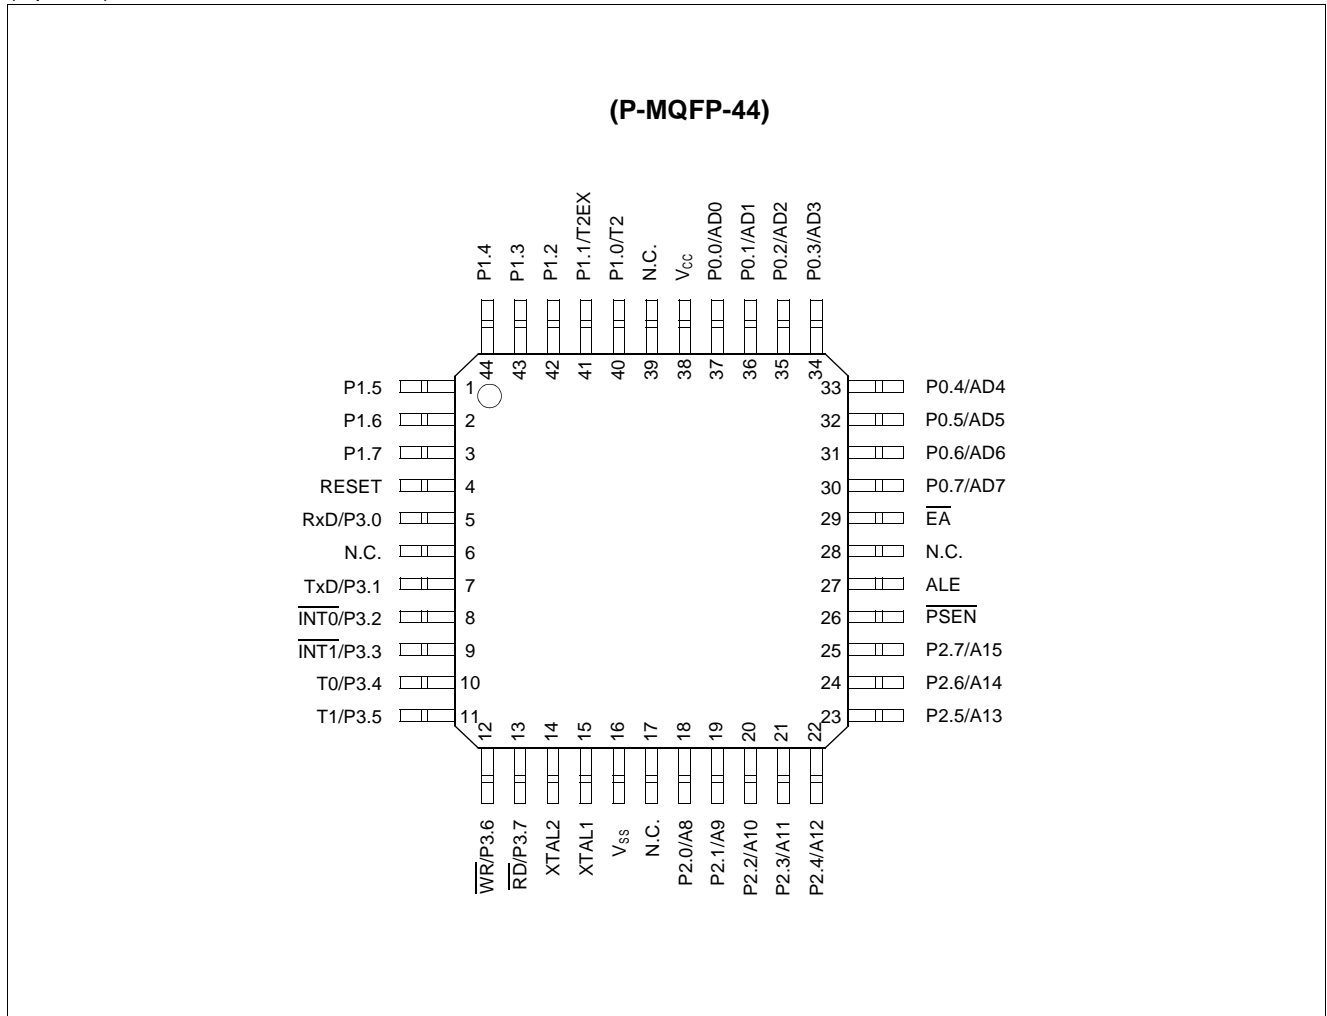 (P-MQFP-44)
P1.4
P1.3
P1.2
P1.1/T2EX
P1.0/T2
N.C.
VCC
P0.0/AD0
P0.1/AD1
P0.2/AD2
P0.3/AD3
44
43
42
41
40
39
38
37
36
35
34
P1.5 1
P1.6 2
P1.7 3
RESET 4
RxD/P3.0 5
N.C. 6
TxD/P3.1 7
INT0/P3.2 8
INT1/P3.3 9
T0/P3.4 10
T1/P3.5 11
33 P0.4/AD4
32 P0.5/AD5
31 P0.6/AD6
30 P0.7/AD7
29 EA
28 N.C.
27 ALE
26 PSEN
25 P2.7/A15
24 P2.6/A14
23 P2.5/A13
12
13
14
15
16
17
18
19
20
21
22
WR/P3.6
RD/P3.7
XTAL2
XTAL1
VSS
N.C.
P2.0/A8
P2.1/A9
P2.2/A10
P2.3/A11
P2.4/A12